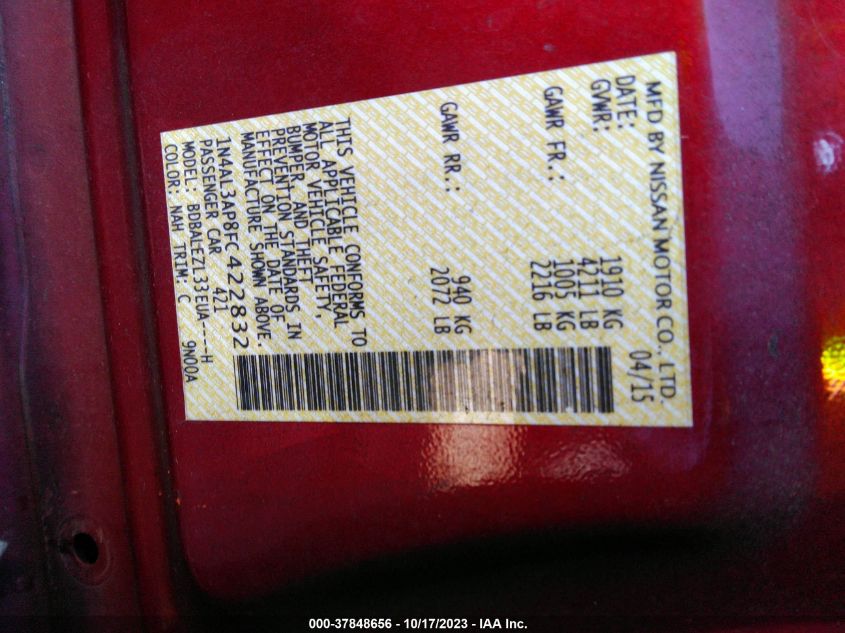 MFD BY NISSAN MOTOR CO., LTD.
DATE: 04/15
GVWR: 1910 KG
4211 LB
GAWR FR.: 1005 KG
2216 LB
GAWR RR.: 940 KG
2072 LB
THIS VEHICLE CONFORMS TO
ALL APPLICABLE FEDERAL
MOTOR VEHICLE SAFETY,
BUMPER AND THEFT
PREVENTION STANDARDS IN
EFFECT ON THE DATE OF
MANUFACTURE SHOWN ABOVE.
1N4AL3AP8FC422832
PASSENGER CAR 421
MODEL: BDBALEZL33EUA----H
COLOR: NAH TRIM: C 9N00A
000-37848656 - 10/17/2023 - IAA Inc.